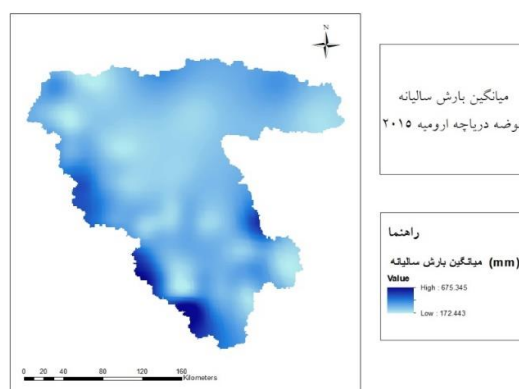 N
میانگین بارش سالیانه
حوضه دریاچه ارومیه ۲۰۱۵
راهنما
میانگین بارش سالیانه (mm)
Value
High : 675.345
Low : 172.443
0 20 40 80 120 160
Kilometers